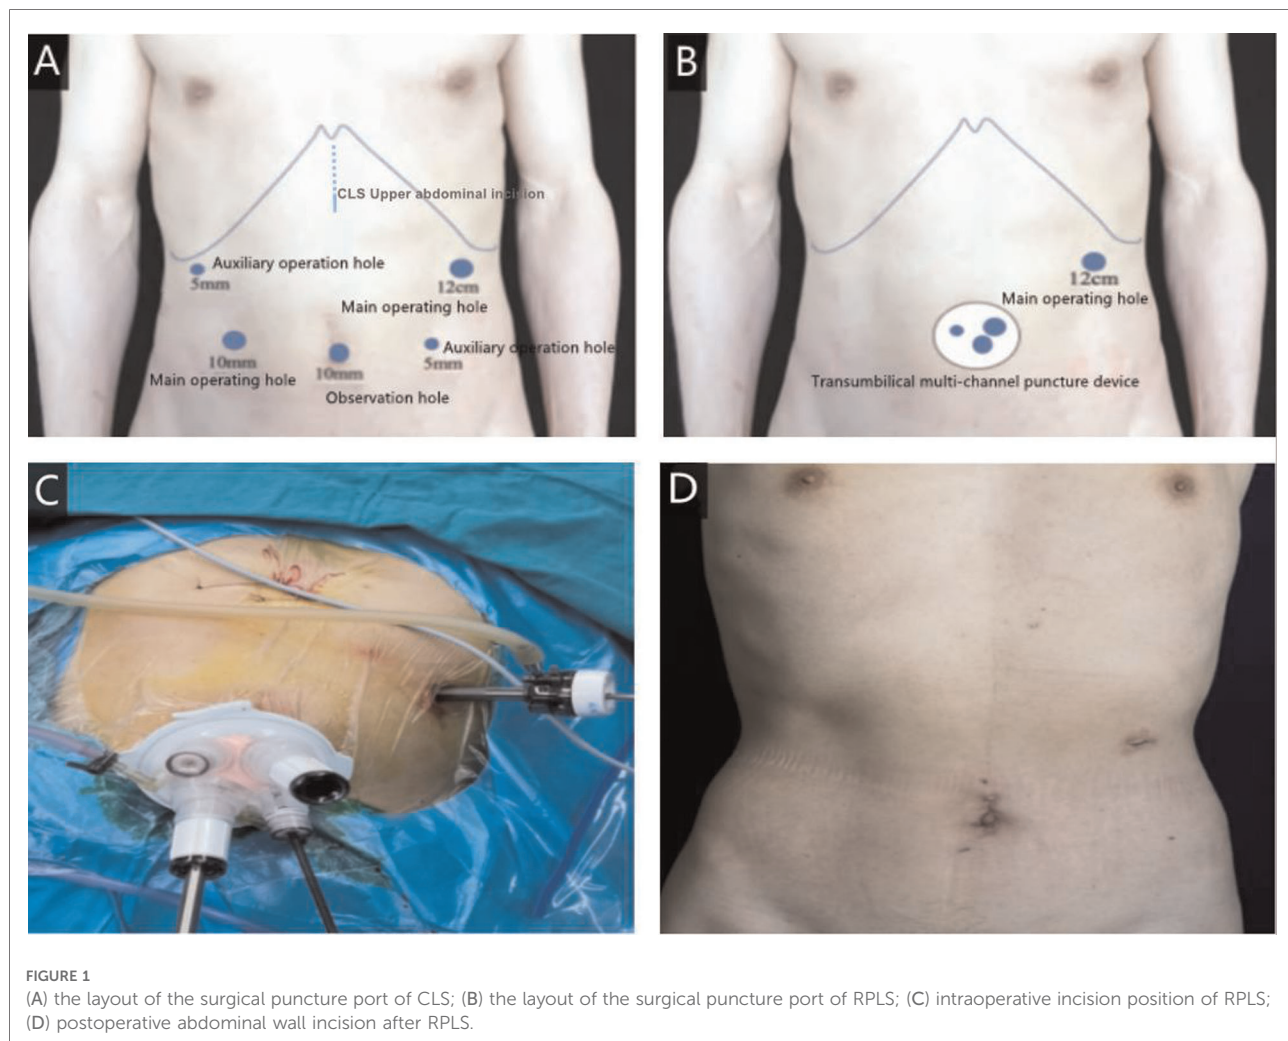 A
CLS Upper abdominal incision
Auxiliary operation hole
5mm
12cm
Main operating hole
10mm
Main operating hole
10mm
Observation hole
Auxiliary operation hole
5mm
B
12cm
Main operating hole
Transumbilical multi-channel puncture device
C
D
FIGURE 1
(A) the layout of the surgical puncture port of CLS; (B) the layout of the surgical puncture port of RPLS; (C) intraoperative incision position of RPLS;
(D) postoperative abdominal wall incision after RPLS.